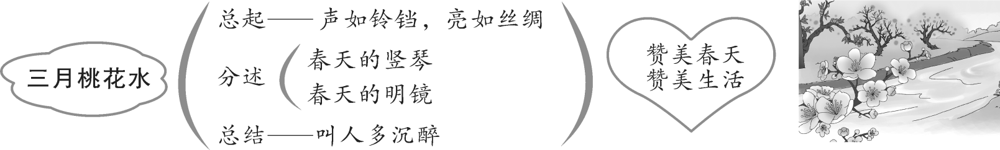 三月桃花水
总起——声如铃铛，亮如丝绸
分述
春天的竖琴
春天的明镜
总结——叫人多沉醉
赞美春天
赞美生活